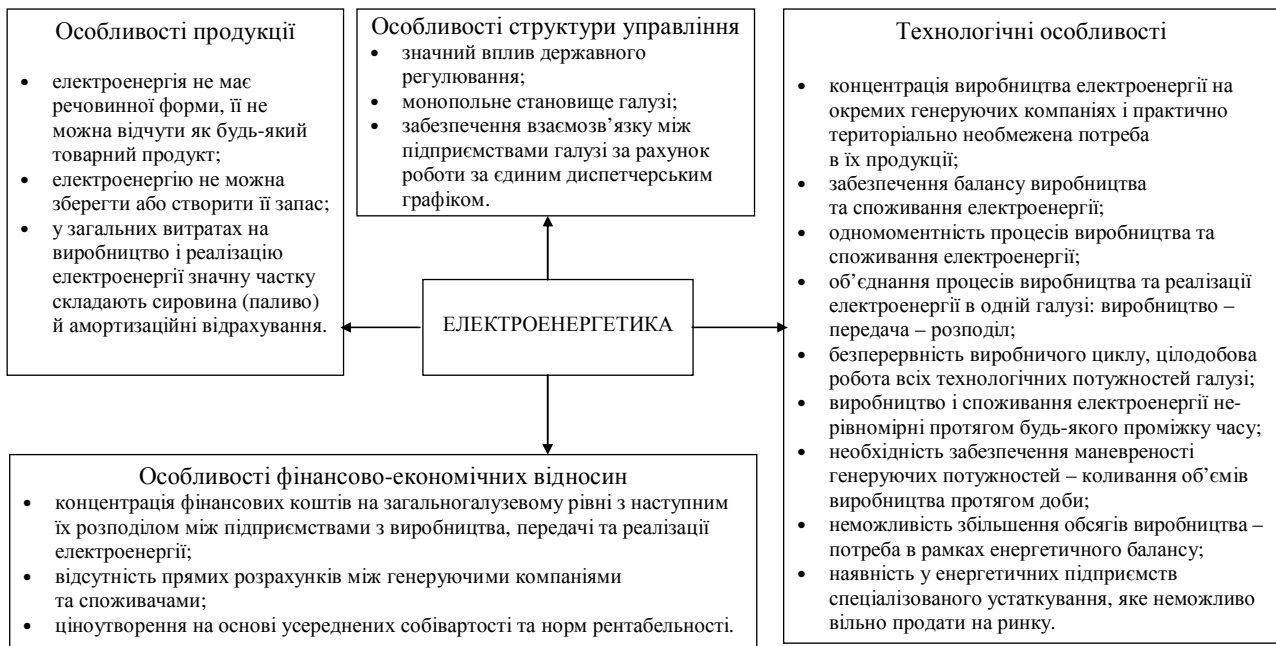 Особливості продукції
• електроенергія не має
речовинної форми, її не
можна відчути як будь-який
товарний продукт;
• електроенергію не можна
зберегти або створити її запас;
• у загальних витратах на
виробництво і реалізацію
електроенергії значну частку
складають сировина (паливо)
й амортизаційні відрахування.
Особливості структури управління
• значний вплив державного
регулювання;
• монопольне становище галузі;
• забезпечення взаємозв’язку між
підприємствами галузі за рахунок
роботи за єдиним диспетчерським
графіком.
Технологічні особливості
• концентрація виробництва електроенергії на
окремих генеруючих компаніях і практично
територіально необмежена потреба
в їх продукції;
• забезпечення балансу виробництва
та споживання електроенергії;
• одномоментність процесів виробництва та
споживання електроенергії;
• об’єднання процесів виробництва та реалізації
електроенергії в одній галузі: виробництво –
передача – розподіл;
• безперервність виробничого циклу, цілодобова
робота всіх технологічних потужностей галузі;
• виробництво і споживання електроенергії не-
рівномірні протягом будь-якого проміжку часу;
• необхідність забезпечення маневреності
генеруючих потужностей – коливання об’ємів
виробництва протягом доби;
• неможливість збільшення обсягів виробництва –
потреба в рамках енергетичного балансу;
• наявність у енергетичних підприємств
спеціалізованого устаткування, яке неможливо
вільно продати на ринку.
ЕЛЕКТРОЕНЕРГЕТИКА
Особливості фінансово-економічних відносин
• концентрація фінансових коштів на загальногалузевому рівні з наступним
їх розподілом між підприємствами з виробництва, передачі та реалізації
електроенергії;
• відсутність прямих розрахунків між генеруючими компаніями
та споживачами;
• ціноутворення на основі усереднених собівартості та норм рентабельності.